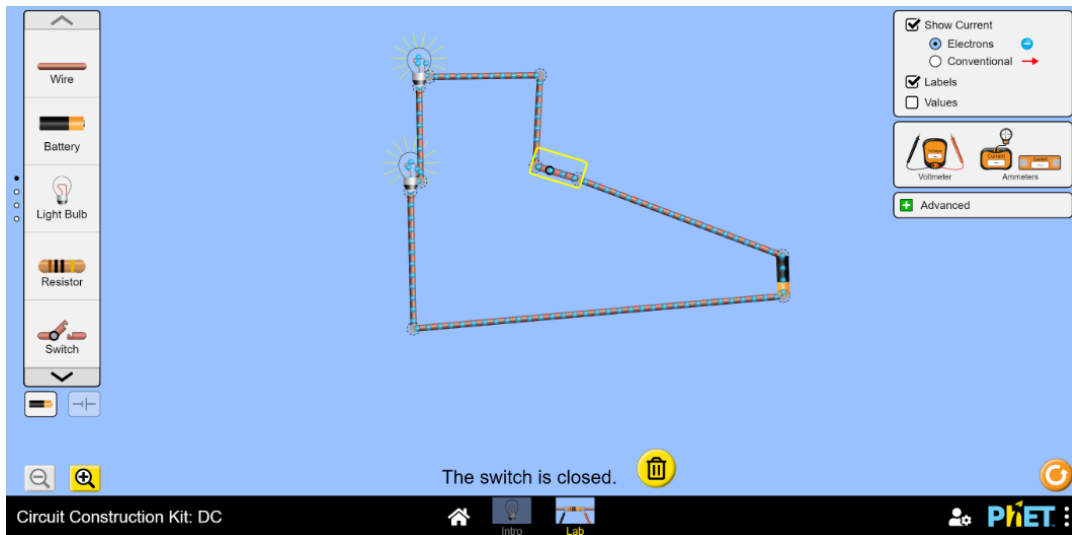 Wire
Battery
Light Bulb
Resistor
Switch
Show Current
Electrons
Conventional
Labels
Values
Voltmeter
Ammeters
Advanced
The switch is closed.
Circuit Construction Kit: DC
Intro
Lab
PhET